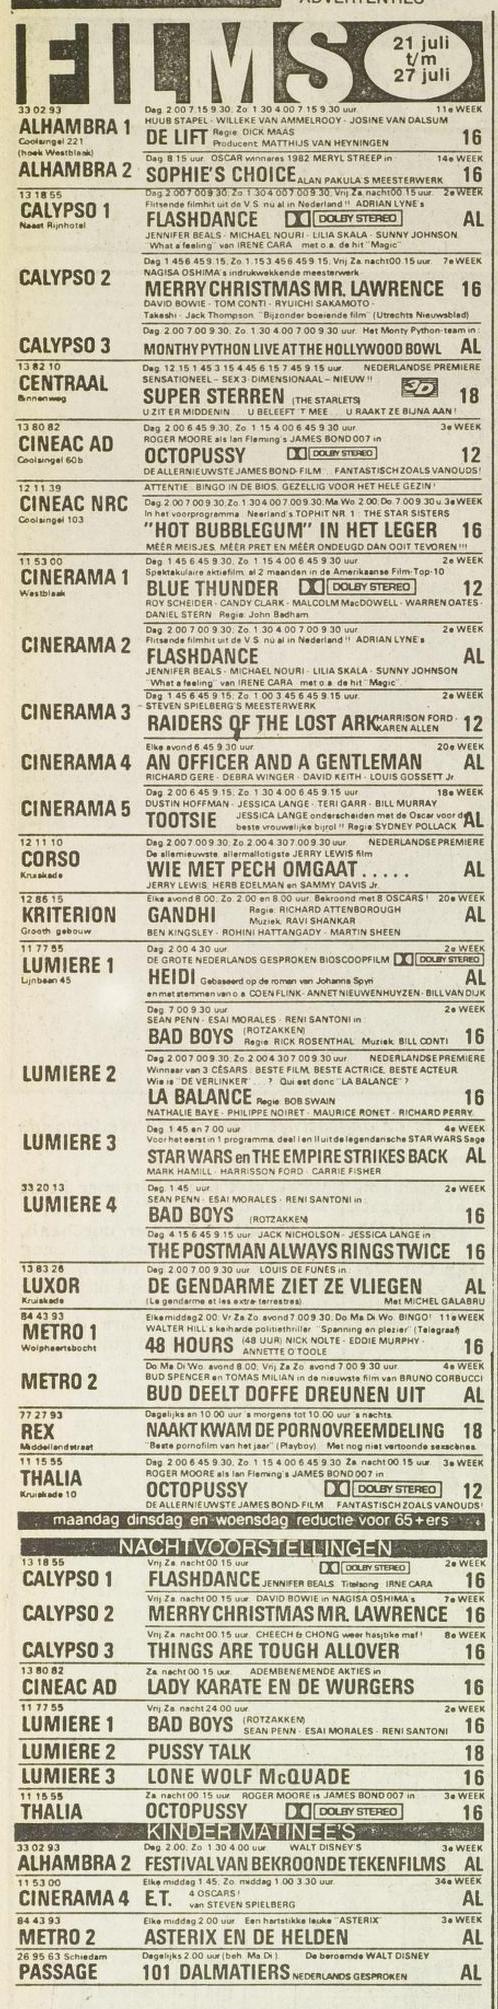 ADVERTENTIES
FILMS
21 juli
t/m
27 juli
33 02 93
Dag. 2.00 7.15 9.30. Zo. 1.30 4.00 7.15 9.30 uur. 11e WEEK
HUUB STAPEL - WILLEKE VAN AMMELROOY - JOSINE VAN DALSUM
ALHAMBRA 1
Coolsingel 221
(hoek Westblaak)
DE LIFT Regie: DICK MAAS
Producent: MATTHIJS VAN HEYNINGEN 16
Dag. 8.15 uur. OSCAR winnares 1982 MERYL STREEP in: 14e WEEK
ALHAMBRA 2 SOPHIE'S CHOICE ALAN PAKULA'S MEESTERWERK 16
13 18 55
Dag. 2.00 7.00 9.30. Zo. 1.30 4.00 7.00 9.30. Vrij. Za. nacht 00.15 uur. 2e WEEK
Flitsende filmhit uit de V.S. nú al in Nederland!! ADRIAN LYNE's
CALYPSO 1
Naast Rijnhotel
FLASHDANCE DOLBY STEREO AL
JENNIFER BEALS - MICHAEL NOURI - LILIA SKALA - SUNNY JOHNSON
"What a feeling" van IRENE CARA met o.a. de hit "Magic"
Dag. 1.45 6.45 9.15. Zo. 1.15 3.45 6.45 9.15. Vrij. Za. nacht 00.15 uur. 7e WEEK
NAGISA OSHIMA's indrukwekkende meesterwerk
CALYPSO 2 MERRY CHRISTMAS MR. LAWRENCE 16
DAVID BOWIE - TOM CONTI - RYUICHI SAKAMOTO -
Takeshi - Jack Thompson. "Bijzonder boeiende film" (Utrechts Nieuwsblad)
Dag. 2.00 7.00 9.30. Zo. 1.30 4.00 7.00 9.30 uur. Het Monty Python-team in:
CALYPSO 3 MONTHY PYTHON LIVE AT THE HOLLYWOOD BOWL AL
13 82 10
Dag. 12.15 1.45 3.15 4.45 6.15 7.45 9.15 uur. NEDERLANDSE PREMIERE
SENSATIONEEL - SEX 3-DIMENSIONAAL - NIEUW!!
CENTRAAL
Binnenweg
SUPER STERREN (THE STARLETS) 3D 18
U ZIT ER MIDDEN IN... U BELEEFT 'T MEE... U RAAKT ZE BIJNA AAN!
13 80 82
Dag. 2.00 6.45 9.30. Zo. 1.15 4.00 6.45 9.30 uur. 3e WEEK
ROGER MOORE als Ian Fleming's JAMES BOND 007 in
CINEAC AD
Coolsingel 60b
OCTOPUSSY DOLBY STEREO 12
DE ALLERNIEUWSTE JAMES BOND-FILM... FANTASTISCH ZOALS VANOUDS!
12 11 39
ATTENTIE: BINGO IN DE BIOS, GEZELLIG VOOR HET HELE GEZIN!
CINEAC NRC
Coolsingel 103
Dag. 2.00 7.00 9.30. Zo. 1.30 4.00 7.00 9.30. Ma. Wo. 2.00. Do. 7.00 9.30 u. 3e WEEK
In het voorprogramma: Neerland's TOPHIT NR. 1: THE STAR SISTERS
"HOT BUBBLEGUM" IN HET LEGER 16
MÉÉR MEISJES, MÉÉR PRET EN MÉÉR ONDEUGD DAN OOIT TEVOREN!!!
11 53 00
Dag. 1.45 6.45 9.30. Zo. 1.15 4.00 6.45 9.30 uur. 2e WEEK
Spektakulaire aktiefilm, al 2 maanden in de Amerikaanse Film-Top-10
CINERAMA 1
Westblaak
BLUE THUNDER DOLBY STEREO 12
ROY SCHEIDER - CANDY CLARK - MALCOLM MacDOWELL - WARREN OATES -
DANIEL STERN Regie: John Badham
Dag. 2.00 7.00 9.30. Zo. 1.30 4.00 7.00 9.30 uur. 2e WEEK
Flitsende filmhit uit de V.S. nú al in Nederland!! ADRIAN LYNE's
CINERAMA 2 FLASHDANCE AL
JENNIFER BEALS - MICHAEL NOURI - LILIA SKALA - SUNNY JOHNSON
"What a feeling" van IRENE CARA met o.a. de hit "Magic".
Dag. 1.45 6.45 9.15. Zo. 1.00 3.45 6.45 9.15 uur. 2e WEEK
STEVEN SPIELBERG'S MEESTERWERK
CINERAMA 3 RAIDERS OF THE LOST ARK HARRISON FORD -
KAREN ALLEN 12
Elke avond 6.45 9.30 uur. 20e WEEK
CINERAMA 4 AN OFFICER AND A GENTLEMAN AL
RICHARD GERE - DEBRA WINGER - DAVID KEITH - LOUIS GOSSETT Jr.
Dag. 2.00 6.45 9.15. Zo. 1.30 4.00 6.45 9.15 uur. 18e WEEK
DUSTIN HOFFMAN - JESSICA LANGE - TERI GARR - BILL MURRAY
CINERAMA 5 TOOTSIE JESSICA LANGE onderscheiden met de Oscar voor de
beste vrouwelijke bijrol!! Regie: SYDNEY POLLACK AL
12 11 10
Dag. 2.00 7.00 9.30. Zo. 2.00 4.30 7.00 9.30 uur. NEDERLANDSE PREMIERE
De allernieuwste, allermallotigste JERRY LEWIS film
CORSO
Kruiskade
WIE MET PECH OMGAAT..... AL
JERRY LEWIS, HERB EDELMAN en SAMMY DAVIS Jr.
12 86 15
Elke avond 8.00. Zo. 2.00 en 8.00 uur. Bekroond met 8 OSCARS! 20e WEEK
KRITERION
Grooth. gebouw
GANDHI Regie: RICHARD ATTENBOROUGH
Muziek: RAVI SHANKAR AL
BEN KINGSLEY - ROHINI HATTANGADY - MARTIN SHEEN
11 77 55
Dag. 2.00 4.30 uur. 2e WEEK
DE GROTE NEDERLANDS GESPROKEN BIOSCOOPFILM DOLBY STEREO
LUMIERE 1
Lijnbaan 45
HEIDI Gebaseerd op de roman van Johanna Spyri AL
en met stemmen van o.a. COEN FLINK - ANNET NIEUWENHUYZEN - BILL VAN DIJK
Dag. 7.00 9.30 uur. 2e WEEK
SEAN PENN - ESAI MORALES - RENI SANTONI in:
BAD BOYS (ROTZAKKEN)
Regie: RICK ROSENTHAL Muziek: BILL CONTI 16
Dag. 2.00 7.00 9.30. Zo. 2.00 4.30 7.00 9.30 uur. NEDERLANDSE PREMIERE
Winnaar van 3 CÉSARS: BESTE FILM, BESTE ACTRICE, BESTE ACTEUR
LUMIERE 2
Wie is "DE VERLINKER"...? Qui est donc "LA BALANCE"?
LA BALANCE Regie: BOB SWAIN 16
NATHALIE BAYE - PHILIPPE NOIRET - MAURICE RONET - RICHARD PERRY.
Dag. 1.45 en 7.00 uur. 4e WEEK
Voor het eerst in 1 programma, deel I en II uit de legendarische STAR WARS Sage
LUMIERE 3 STAR WARS en THE EMPIRE STRIKES BACK AL
MARK HAMILL - HARRISSON FORD - CARRIE FISHER
33 20 13
Dag. 1.45 uur. 2e WEEK
SEAN PENN - ESAI MORALES - RENI SANTONI in:
LUMIERE 4 BAD BOYS (ROTZAKKEN) 16
Dag. 4.15 6.45 9.15 uur. JACK NICHOLSON - JESSICA LANGE in
THE POSTMAN ALWAYS RINGS TWICE 16
13 83 26
Dag. 2.00 7.00 9.30 uur. LOUIS DE FUNES in:
LUXOR
Kruiskade
DE GENDARME ZIET ZE VLIEGEN AL
(Le gendarme et les extra-terrestres) Met MICHEL GALABRU
84 43 93
Elke middag 2.00. Vr. Za. Zo. avond 7.00 9.30. Do. Ma. Di. Wo. BINGO! 11e WEEK
WALTER HILL's keiharde politiethriller "Spanning en plezier" (Telegraaf)
METRO 1
Wolphaertsbocht
48 HOURS (48 UUR) NICK NOLTE - EDDIE MURPHY -
ANNETTE O'TOOLE 16
Do. Ma. Di. Wo. avond 8.00. Vrij. Za. Zo. avond 7.00 9.30 uur. 4e WEEK
BUD SPENCER en TOMAS MILIAN in de nieuwste film van BRUNO CORBUCCI
METRO 2 BUD DEELT DOFFE DREUNEN UIT AL
77 27 93
Dagelijks an 10.00 uur 's morgens tot 10.00 uur 's nachts.
REX
Middellandstraat
NAAKT KWAM DE PORNOVREEMDELING 18
"Beste pornofilm van het jaar" (Playboy). Met nog niet vertoonde sexscènes.
11 15 55
Dag. 2.00 6.45 9.30. Zo. 1.15 4.00 6.45 9.30. Za. nacht 00.15 uur. 3e WEEK
ROGER MOORE als Ian Fleming's JAMES BOND 007 in
THALIA
Kruiskade 10
OCTOPUSSY DOLBY STEREO 12
DE ALLERNIEUWSTE JAMES BOND-FILM... FANTASTISCH ZOALS VANOUDS!
maandag dinsdag en woensdag reductie voor 65+ers
NACHTVOORSTELLINGEN
13 18 55
Vrij. Za. nacht 00.15 uur. DOLBY STEREO 2e WEEK
CALYPSO 1 FLASHDANCE JENNIFER BEALS Titelsong: IRNE CARA 16
Vrij. Za. nacht 00.15 uur. DAVID BOWIE in NAGISA OSHIMA's 7e WEEK
CALYPSO 2 MERRY CHRISTMAS MR. LAWRENCE 16
Vrij. Za. nacht 00.15 uur. CHEECH & CHONG weer hasjtike maf! 8e WEEK
CALYPSO 3 THINGS ARE TOUGH ALLOVER 16
13 80 82
Za. nacht 00.15 uur. ADEMBENEMENDE AKTIES in
CINEAC AD LADY KARATE EN DE WURGERS 16
11 77 55
Vrij. Za. nacht 24.00 uur. 2e WEEK
LUMIERE 1 BAD BOYS (ROTZAKKEN)
SEAN PENN - ESAI MORALES - RENI SANTONI 16
LUMIERE 2 PUSSY TALK 18
LUMIERE 3 LONE WOLF McQUADE 16
11 15 55
Za. nacht 00.15 uur. ROGER MOORE is JAMES BOND 007 in: 3e WEEK
THALIA OCTOPUSSY DOLBY STEREO 16
KINDER MATINEE'S
33 02 93
Dag. 2.00. Zo. 1.30 4.00 uur. WALT DISNEY'S 3e WEEK
ALHAMBRA 2 FESTIVAL VAN BEKROONDE TEKENFILMS AL
11 53 00
Elke middag 1.45. Zo. middag 1.00 3.30 uur. 34e WEEK
CINERAMA 4 E.T. 4 OSCARS!
van STEVEN SPIELBERG AL
84 43 93
Elke middag 2.00 uur. Een hartstikke leuke "ASTERIX" 3e WEEK
METRO 2 ASTERIX EN DE HELDEN AL
26 95 63 Schiedam
Dagelijks 2.00 uur (beh. Ma. Di.). De beroemde WALT DISNEY
PASSAGE 101 DALMATIERS NEDERLANDS GESPROKEN AL